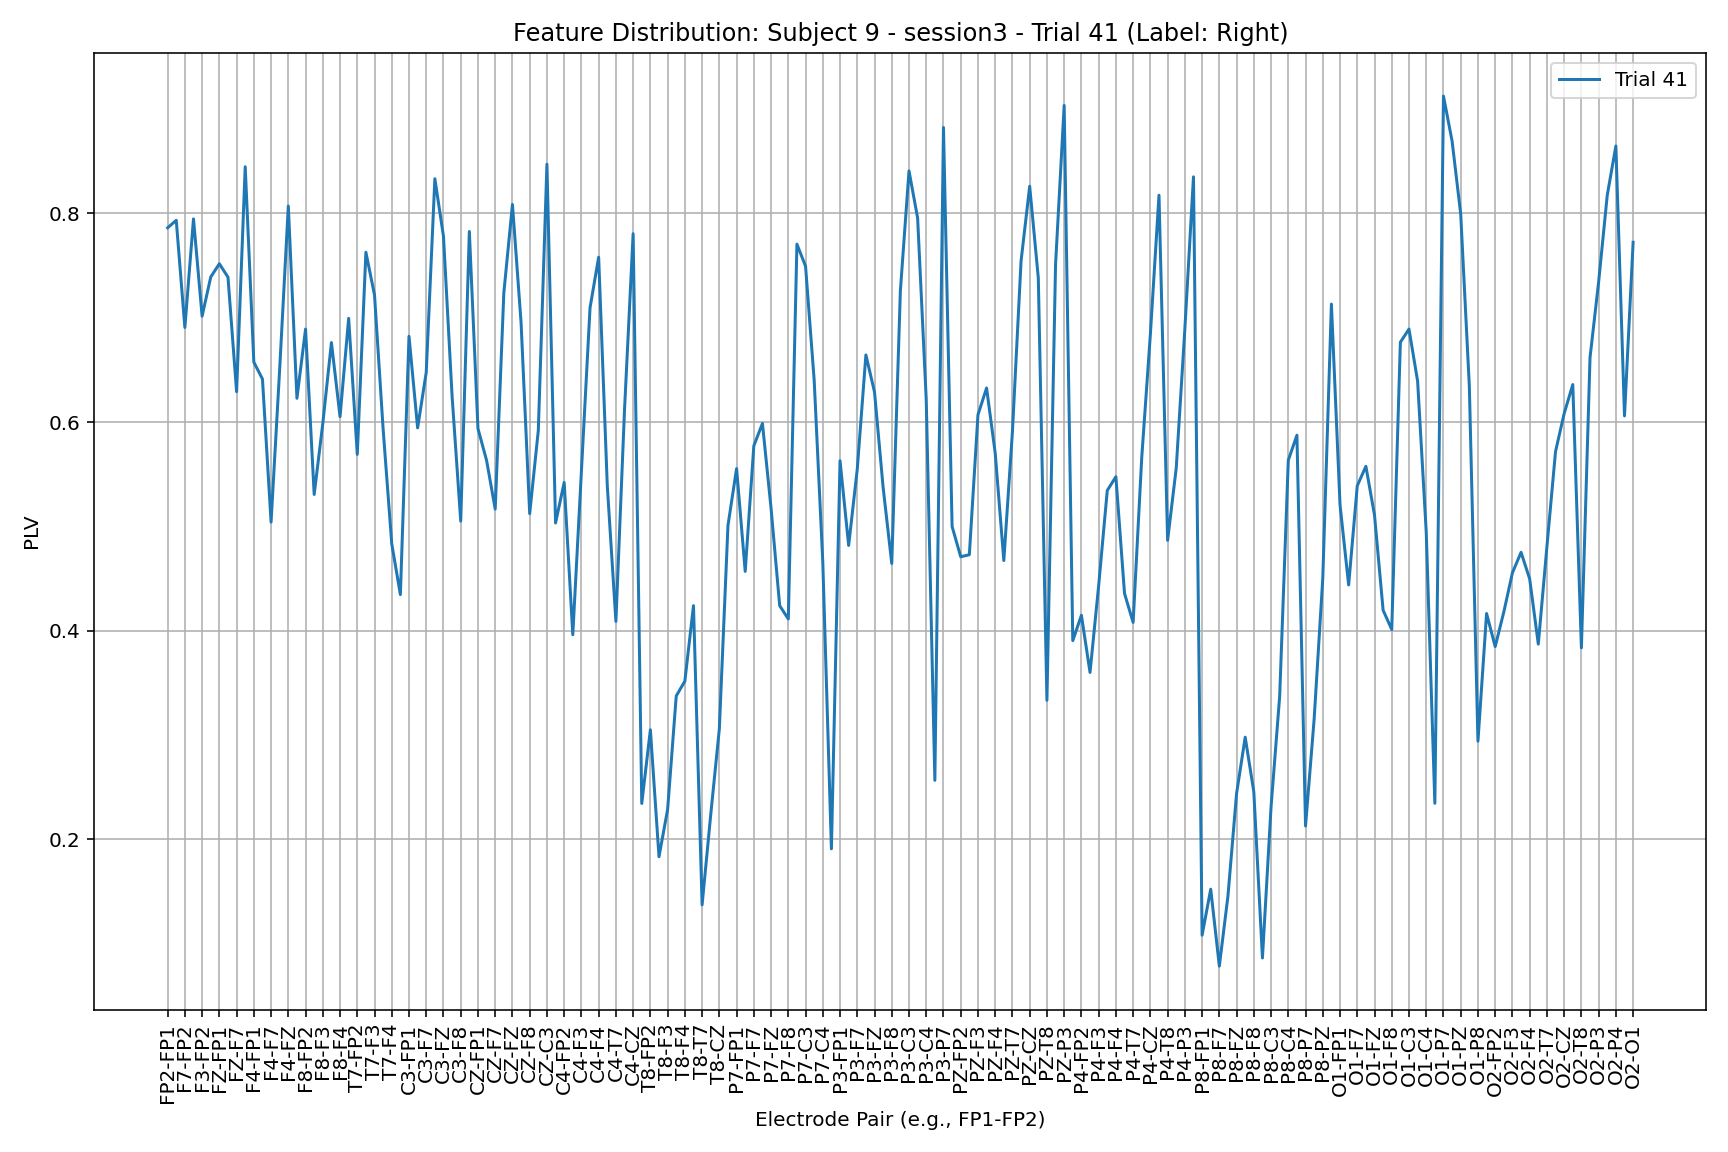 Feature Distribution: Subject 9 - session3 - Trial 41 (Label: Right)
Trial 41
PLV
0.8
0.6
0.4
0.2
FP2-FP1
F7-FP2
F3-FP2
FZ-FP1
FZ-F7
F4-FP1
F4-F7
F4-FZ
F8-FP2
F8-F3
F8-F4
T7-FP2
T7-F3
T7-F4
C3-FP1
C3-F7
C3-FZ
C3-F8
CZ-FP1
CZ-F7
CZ-FZ
CZ-F8
CZ-C3
C4-FP2
C4-F3
C4-F4
C4-T7
C4-CZ
T8-FP2
T8-F3
T8-F4
T8-T7
T8-CZ
P7-FP1
P7-F7
P7-FZ
P7-F8
P7-C3
P7-C4
P3-FP1
P3-F7
P3-FZ
P3-F8
P3-C3
P3-C4
P3-P7
PZ-FP2
PZ-F3
PZ-F4
PZ-T7
PZ-CZ
PZ-T8
PZ-P3
P4-FP2
P4-F3
P4-F4
P4-T7
P4-CZ
P4-T8
P4-P3
P8-FP1
P8-F7
P8-FZ
P8-F8
P8-C3
P8-C4
P8-P7
P8-PZ
O1-FP1
O1-F7
O1-FZ
O1-F8
O1-C3
O1-C4
O1-P7
O1-PZ
O1-P8
O2-FP2
O2-F3
O2-F4
O2-T7
O2-CZ
O2-T8
O2-P3
O2-P4
O2-O1
Electrode Pair (e.g., FP1-FP2)